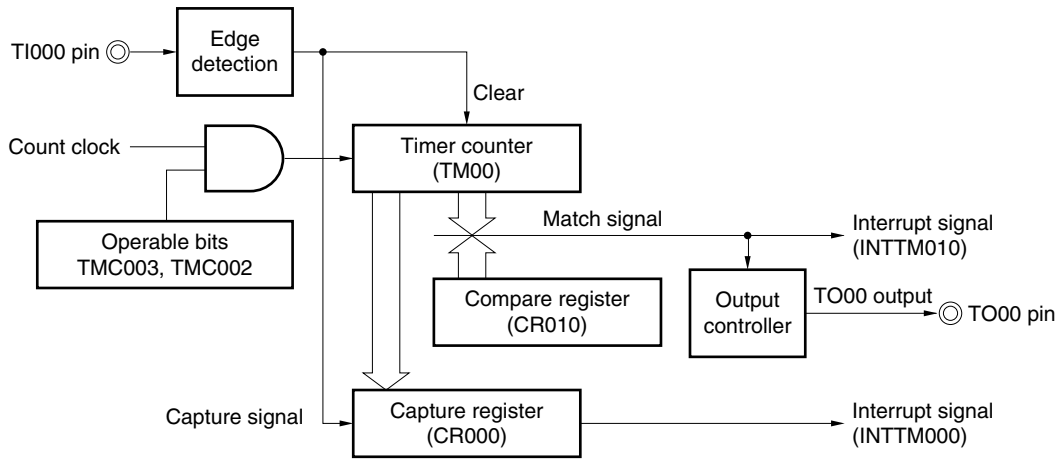 TI000 pin
Edge
detection
Clear
Count clock
Timer counter
(TM00)
Operable bits
TMC003, TMC002
Match signal
Interrupt signal
(INTTM010)
Compare register
(CR010)
Output
controller
TO00 output
TO00 pin
Capture signal
Capture register
(CR000)
Interrupt signal
(INTTM000)